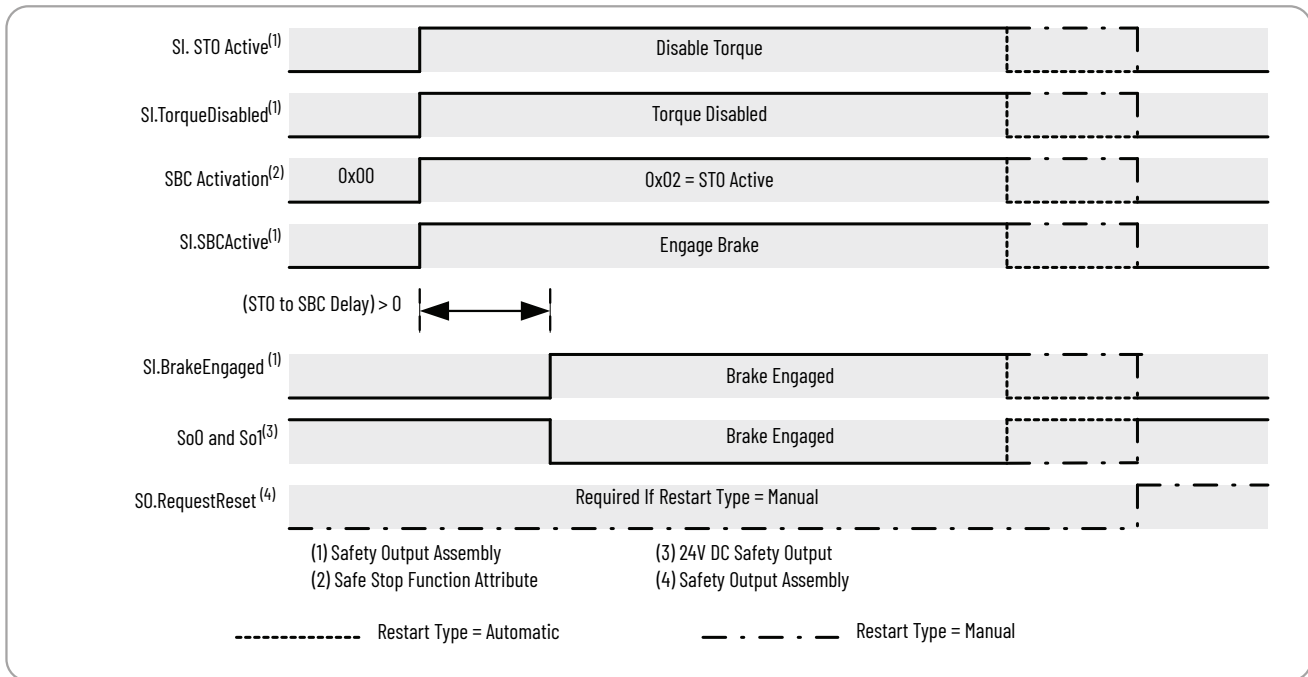 SI. STO Active(1)
Disable Torque
SI.TorqueDisabled(1)
Torque Disabled
SBC Activation(2)
0x00
0x02 = STO Active
SI.SBCActive(1)
Engage Brake
(STO to SBC Delay) > 0
SI.BrakeEngaged (1)
Brake Engaged
So0 and So1(3)
Brake Engaged
SO.RequestReset (4)
Required If Restart Type = Manual
(1) Safety Output Assembly
(3) 24V DC Safety Output
(2) Safe Stop Function Attribute
(4) Safety Output Assembly
Restart Type = Automatic
Restart Type = Manual